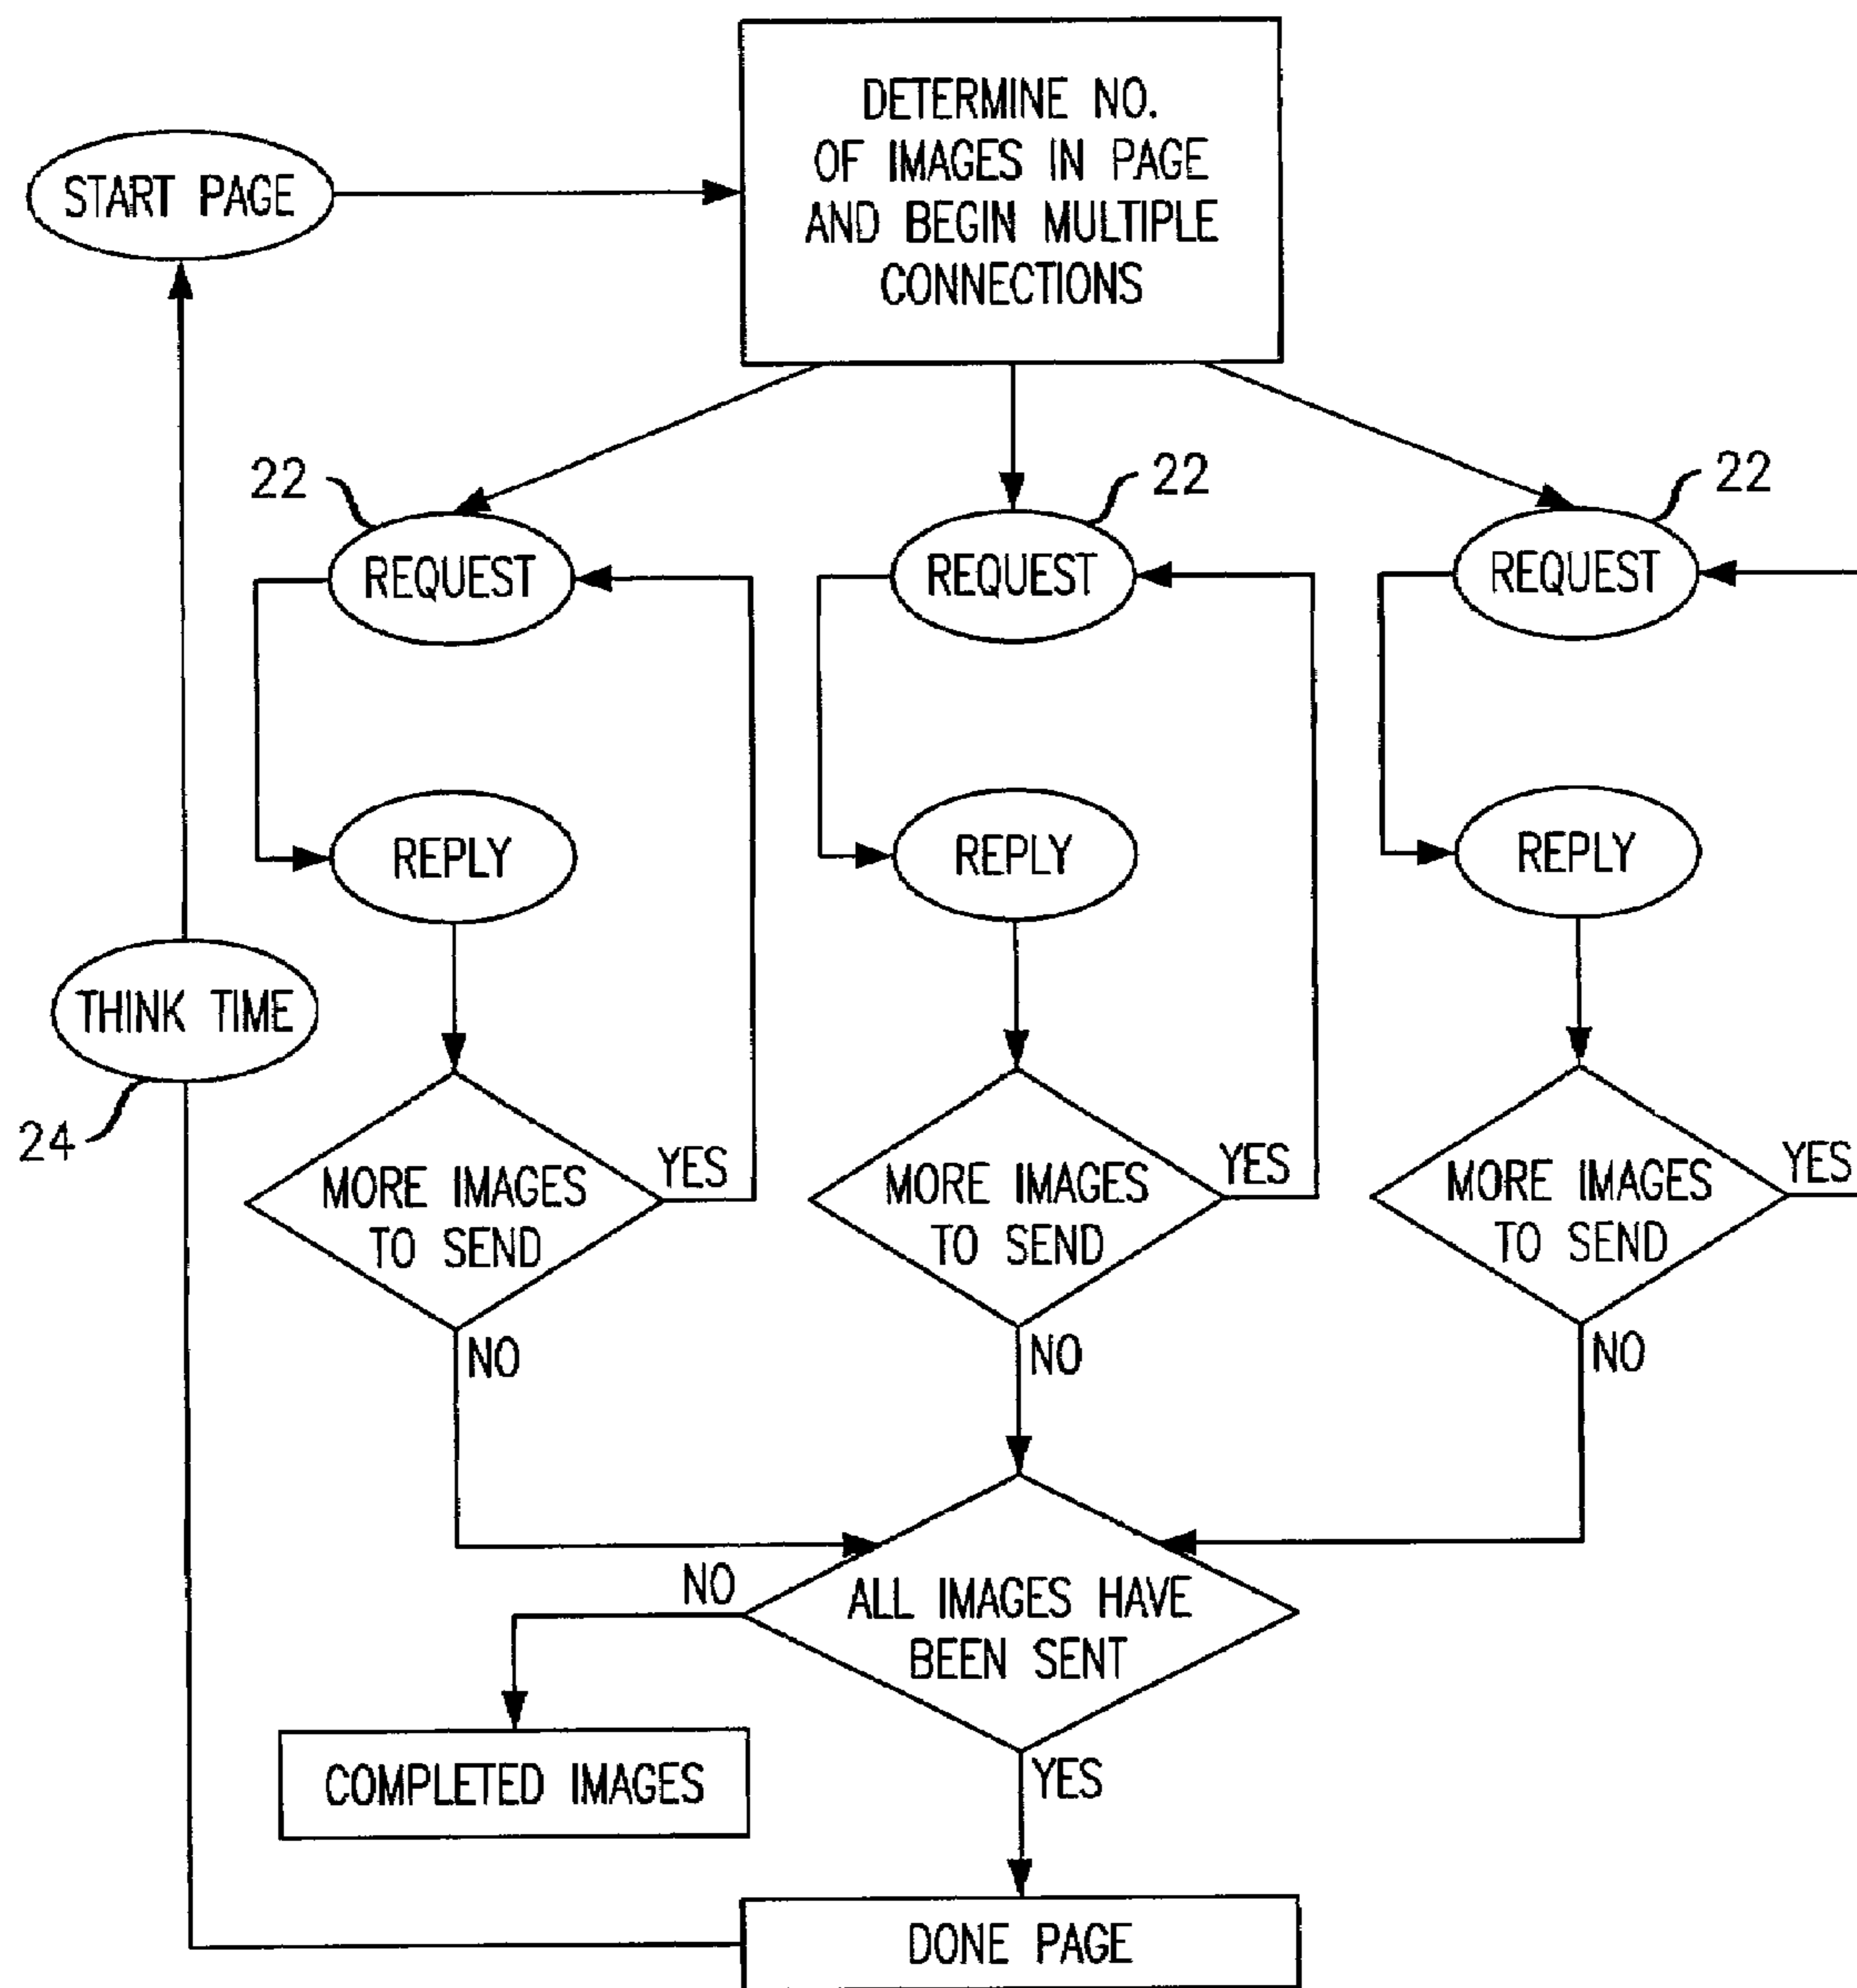 DETERMINE NO.
OF IMAGES IN PAGE
AND BEGIN MULTIPLE
CONNECTIONS
START PAGE
22
22
22
REQUEST
REQUEST
REQUEST
REPLY
REPLY
REPLY
THINK TIME
24
MORE IMAGES
TO SEND
YES
MORE IMAGES
TO SEND
YES
MORE IMAGES
TO SEND
YES
NO
NO
NO
NO
ALL IMAGES HAVE
BEEN SENT
COMPLETED IMAGES
YES
DONE PAGE